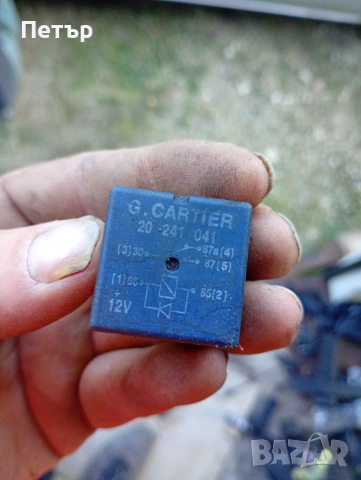 Петър
G. CARTIER
20-241 041
[3]30 87a[4]
87[5]
[1]86 85[2]
+
12V
BAZAR